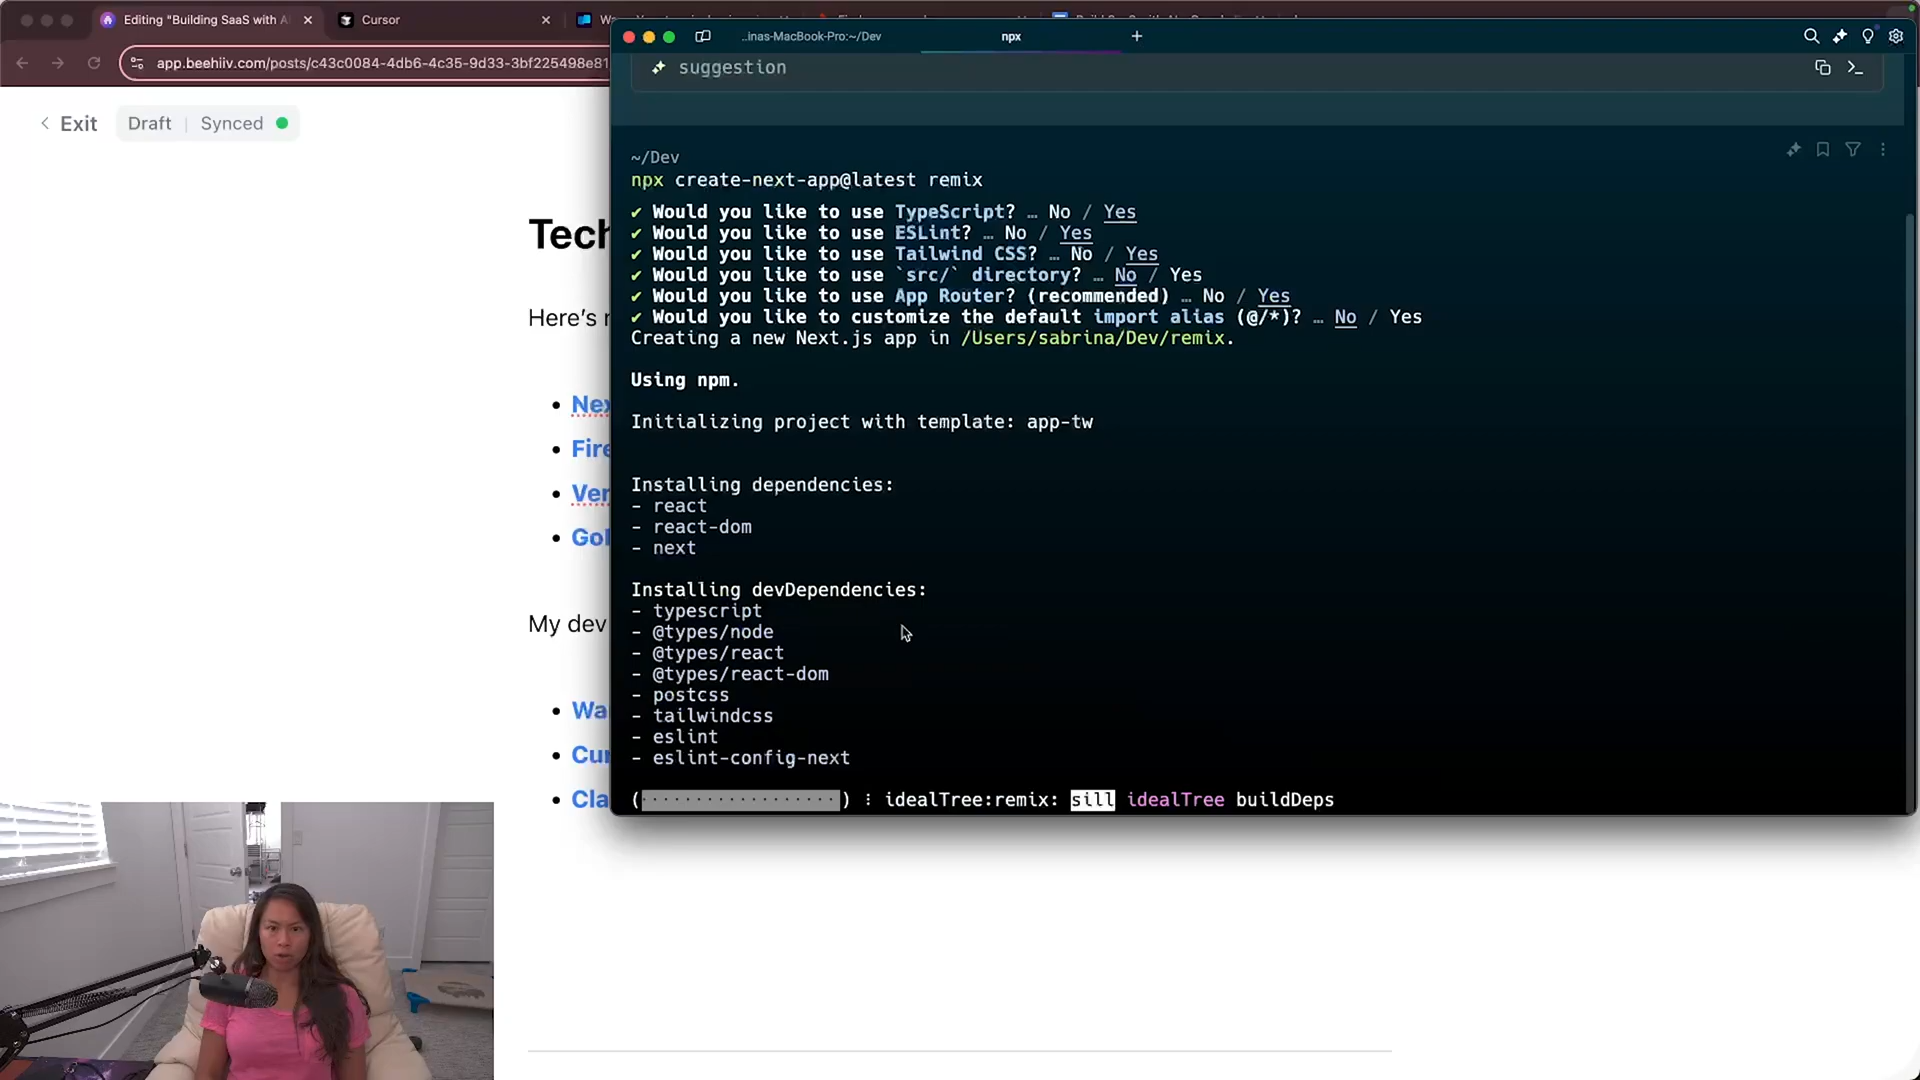 Editing "Building SaaS with AI
Cursor
app.beehiiv.com/posts/c43c0084-4db6-4c35-9d33-3bf225498e81
Exit
Draft | Synced
Tech
Here's
Nex
Fire
Ver
My dev
Wa
Cur
Cla
..inas-MacBook-Pro:~/Dev
npx
suggestion
~/Dev
npx create-next-app@latest remix
✔ Would you like to use TypeScript? … No / Yes
✔ Would you like to use ESLint? … No / Yes
✔ Would you like to use Tailwind CSS? … No / Yes
✔ Would you like to use `src/` directory? … No / Yes
✔ Would you like to use App Router? (recommended) … No / Yes
✔ Would you like to customize the default import alias (@/*)? … No / Yes
Creating a new Next.js app in /Users/sabrina/Dev/remix.
Using npm.
Initializing project with template: app-tw
Installing dependencies:
- react
- react-dom
- next
Installing devDependencies:
- typescript
- @types/node
- @types/react
- @types/react-dom
- postcss
- tailwindcss
- eslint
- eslint-config-next
(··················) ⠇ idealTree:remix: sill idealTree buildDeps